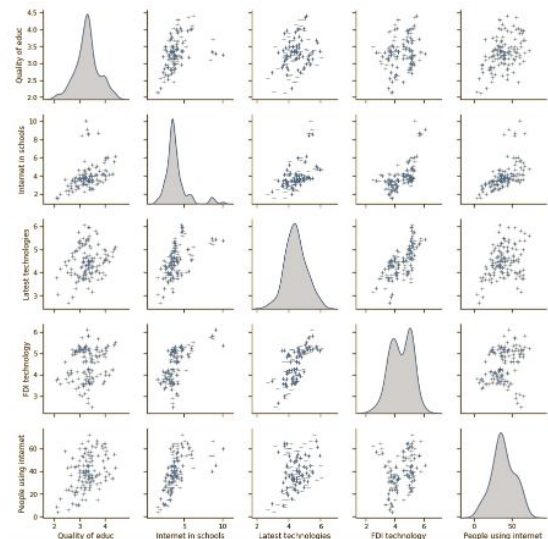 Quality of educ
4.5
4.0
3.5
3.0
2.5
2.0
Internet in schools
10
8
6
4
2
Latest technologies
6
5
4
3
FDI technology
6
5
4
3
People using internet
60
40
20
0
2 3 4
Quality of educ
5 10
Internet in schools
2 4 6
Latest technologies
2 4 6
FDI technology
0 50
People using internet